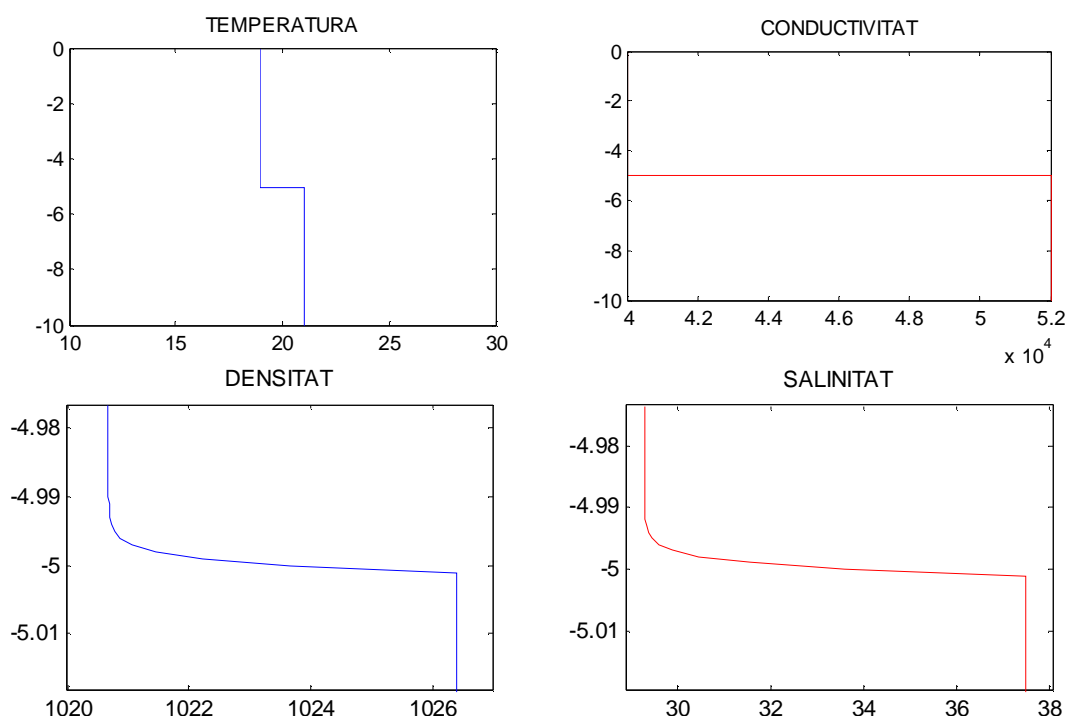 TEMPERATURA
0
-2
-4
-6
-8
-10
10 15 20 25 30
CONDUCTIVITAT
0
-2
-4
-6
-8
-10
4 4.2 4.4 4.6 4.8 5 5.2
x 10^4
DENSITAT
-4.98
-4.99
-5
-5.01
1020 1022 1024 1026
SALINITAT
-4.98
-4.99
-5
-5.01
30 32 34 36 38